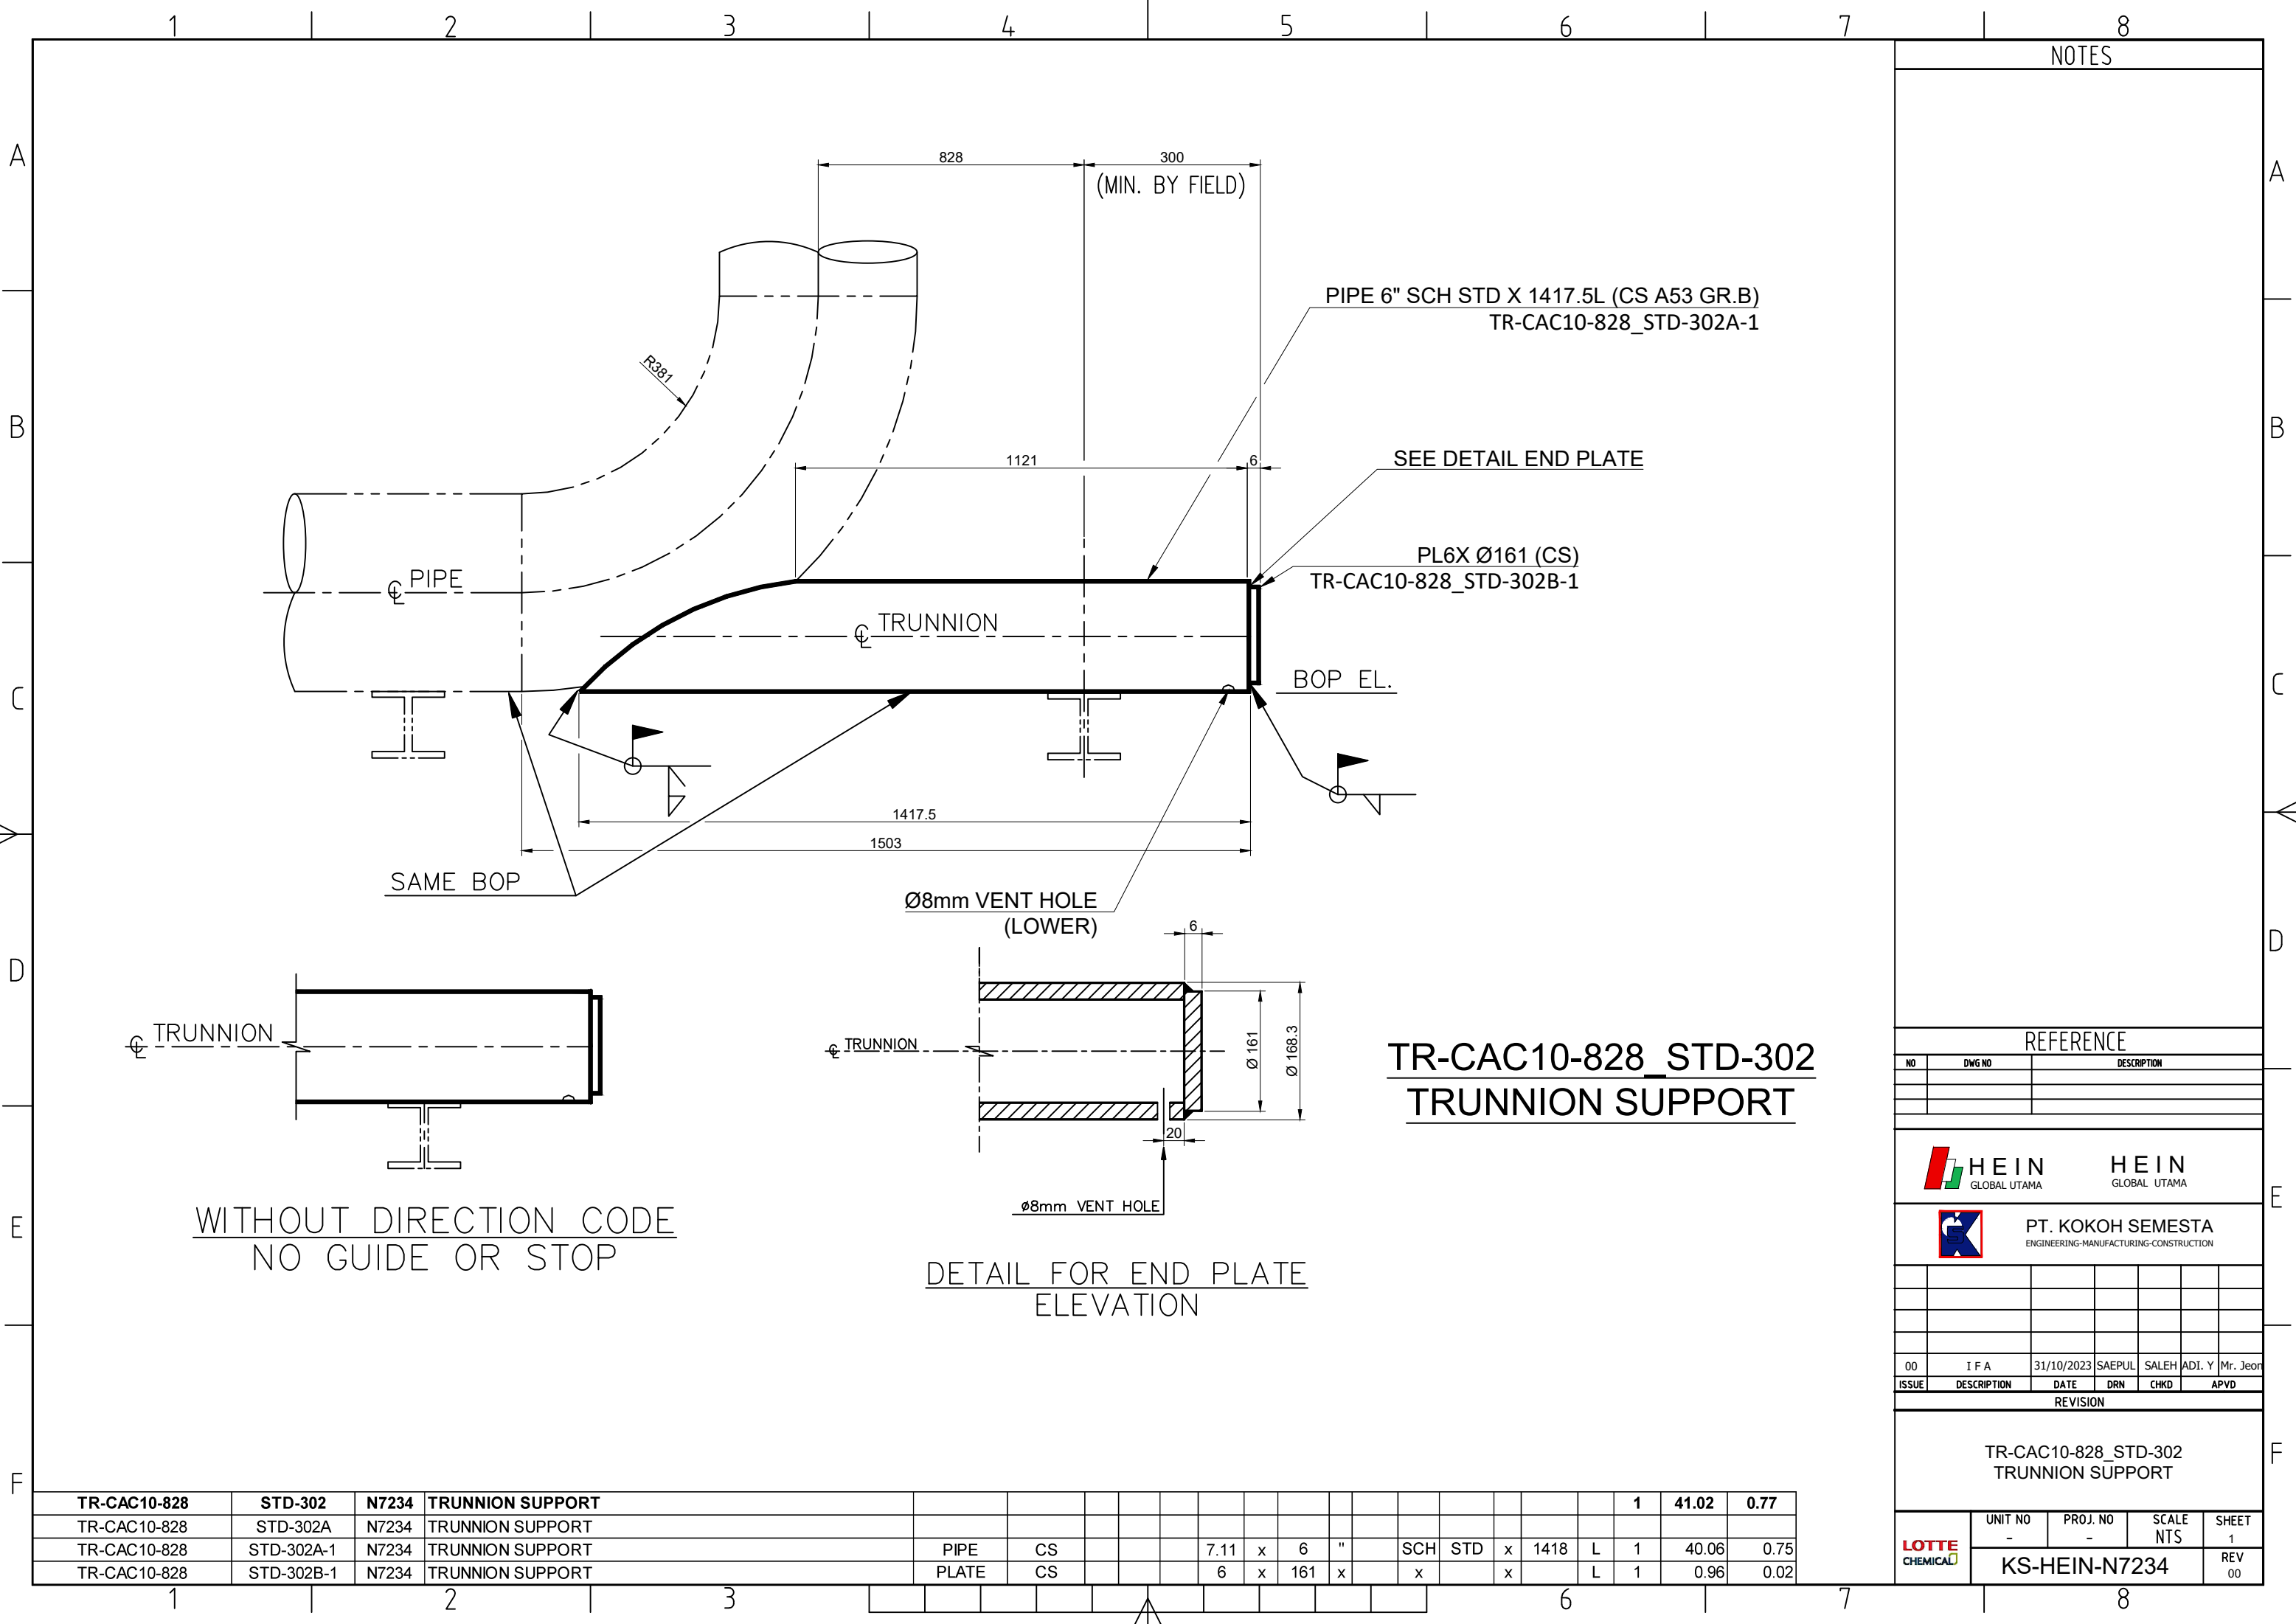 1 2 3 4 5 6 7 8
NOTES
A A
828 300
(MIN. BY FIELD)
PIPE 6" SCH STD X 1417.5L (CS A53 GR.B)
TR-CAC10-828_STD-302A-1
R381
B B
1121 6
SEE DETAIL END PLATE
PL6X Ø161 (CS)
TR-CAC10-828_STD-302B-1
℄ PIPE
℄ TRUNNION
BOP EL.
C C
1417.5
1503
SAME BOP
Ø8mm VENT HOLE
(LOWER)
6
D D
℄ TRUNNION
℄ TRUNNION
Ø 161
Ø 168.3
20
ø8mm VENT HOLE
TR-CAC10-828_STD-302
TRUNNION SUPPORT
WITHOUT DIRECTION CODE
NO GUIDE OR STOP
DETAIL FOR END PLATE
ELEVATION
REFERENCE
NO DWG NO DESCRIPTION
HEIN HEIN
GLOBAL UTAMA GLOBAL UTAMA
E E
PT. KOKOH SEMESTA
ENGINEERING-MANUFACTURING-CONSTRUCTION
00 I F A 31/10/2023 SAEPUL SALEH ADI. Y Mr. Jeon
ISSUE DESCRIPTION DATE DRN CHKD APVD
REVISION
TR-CAC10-828_STD-302
TRUNNION SUPPORT
F F
TR-CAC10-828 STD-302 N7234 TRUNNION SUPPORT 1 41.02 0.77
TR-CAC10-828 STD-302A N7234 TRUNNION SUPPORT
TR-CAC10-828 STD-302A-1 N7234 TRUNNION SUPPORT PIPE CS 7.11 x 6 " SCH STD x 1418 L 1 40.06 0.75
TR-CAC10-828 STD-302B-1 N7234 TRUNNION SUPPORT PLATE CS 6 x 161 x x x L 1 0.96 0.02
LOTTE
CHEMICAL
UNIT NO PROJ. NO SCALE SHEET
- - NTS 1
KS-HEIN-N7234
REV
00
1 2 3 6 7 8